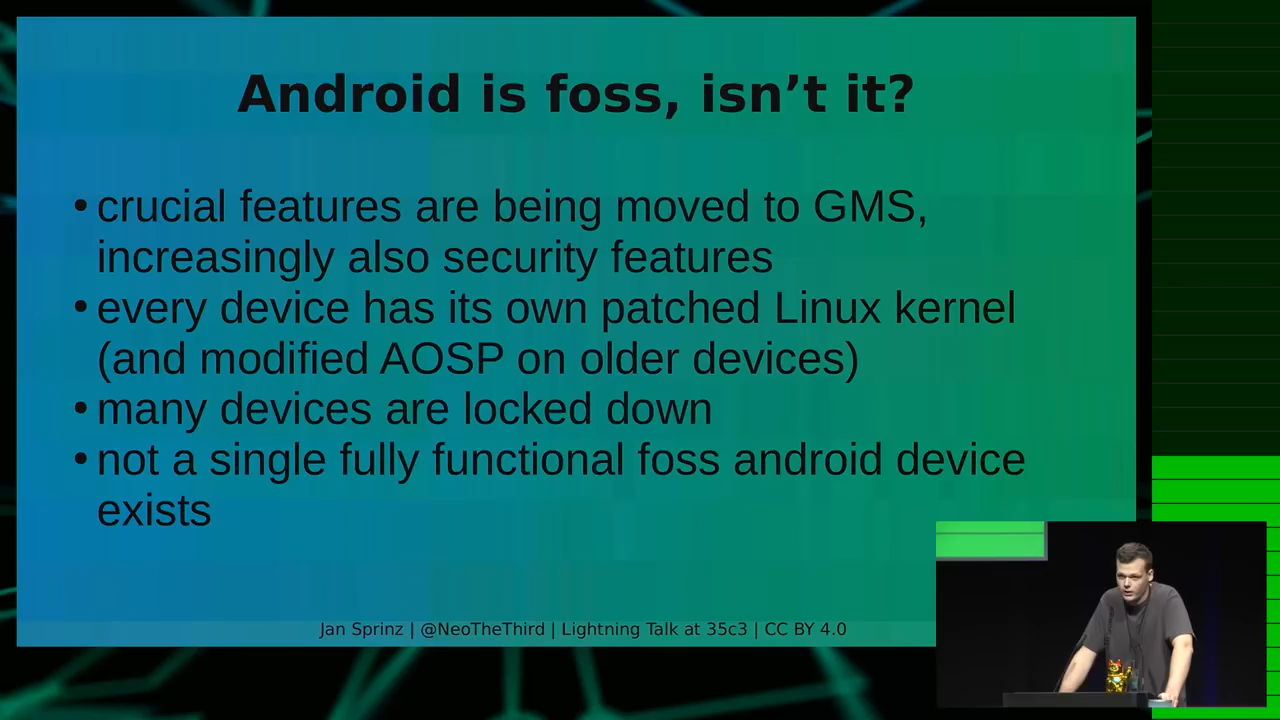 Android is foss, isn’t it?
• crucial features are being moved to GMS,
increasingly also security features
• every device has its own patched Linux kernel
(and modified AOSP on older devices)
• many devices are locked down
• not a single fully functional foss android device
exists
Jan Sprinz | @NeoTheThird | Lightning Talk at 35c3 | CC BY 4.0